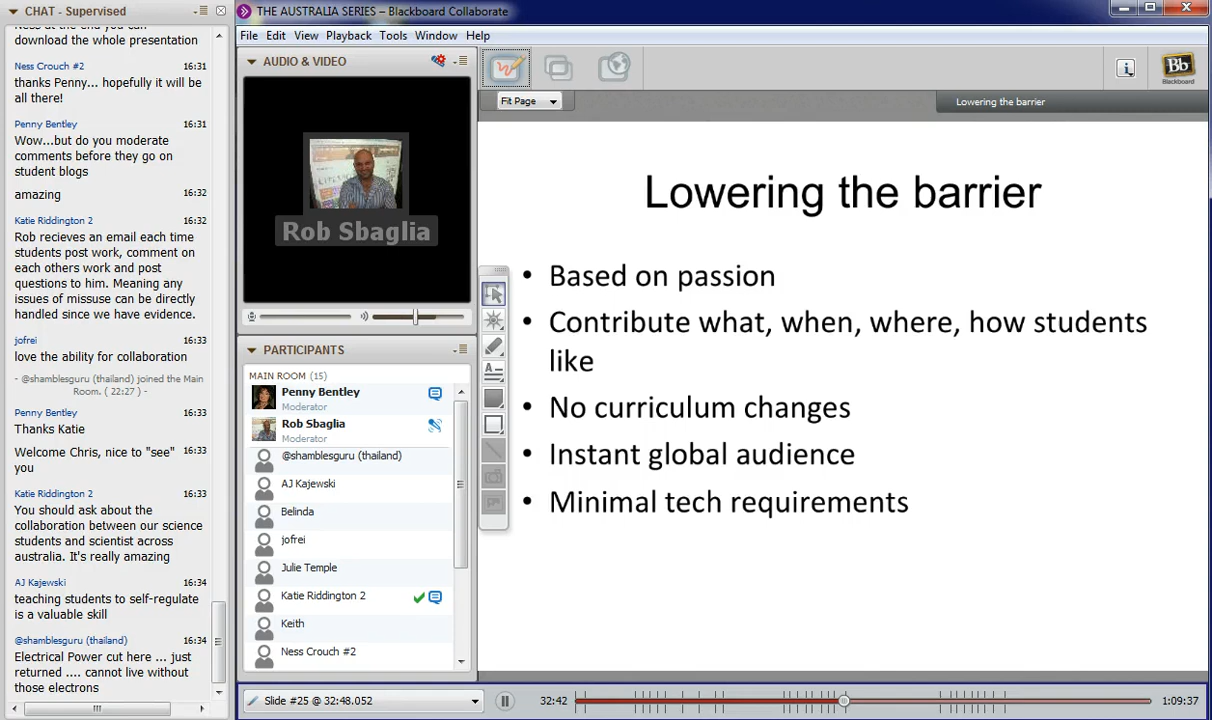 CHAT - Supervised
download the whole presentation
Ness Crouch #2 16:31
thanks Penny... hopefully it will be
all there!
Penny Bentley 16:31
Wow...but do you moderate
comments before they go on
student blogs
amazing 16:32
Katie Riddington 2 16:32
Rob recieves an email each time
students post work, comment on
each others work and post
questions to him. Meaning any
issues of missuse can be directly
handled since we have evidence.
jofrei 16:33
love the ability for collaboration
- @shamblesguru (thailand) joined the Main
Room. ( 22:27 ) -
Penny Bentley 16:33
Thanks Katie
Welcome Chris, nice to "see" 16:33
you
Katie Riddington 2 16:33
You should ask about the
collaboration between our science
students and scientist across
australia. It's really amazing
AJ Kajewski 16:34
teaching students to self-regulate
is a valuable skill
@shamblesguru (thailand) 16:34
Electrical Power cut here ... just
returned .... cannot live without
those electrons
THE AUSTRALIA SERIES – Blackboard Collaborate
File Edit View Playback Tools Window Help
AUDIO & VIDEO
Rob Sbaglia
PARTICIPANTS
MAIN ROOM (15)
Penny Bentley
Moderator
Rob Sbaglia
Moderator
@shamblesguru (thailand)
AJ Kajewski
Belinda
jofrei
Julie Temple
Katie Riddington 2
Keith
Ness Crouch #2
Bb
Blackboard
Fit Page
Lowering the barrier
Lowering the barrier
• Based on passion
• Contribute what, when, where, how students
like
• No curriculum changes
• Instant global audience
• Minimal tech requirements
Slide #25 @ 32:48.052
32:42
1:09:37